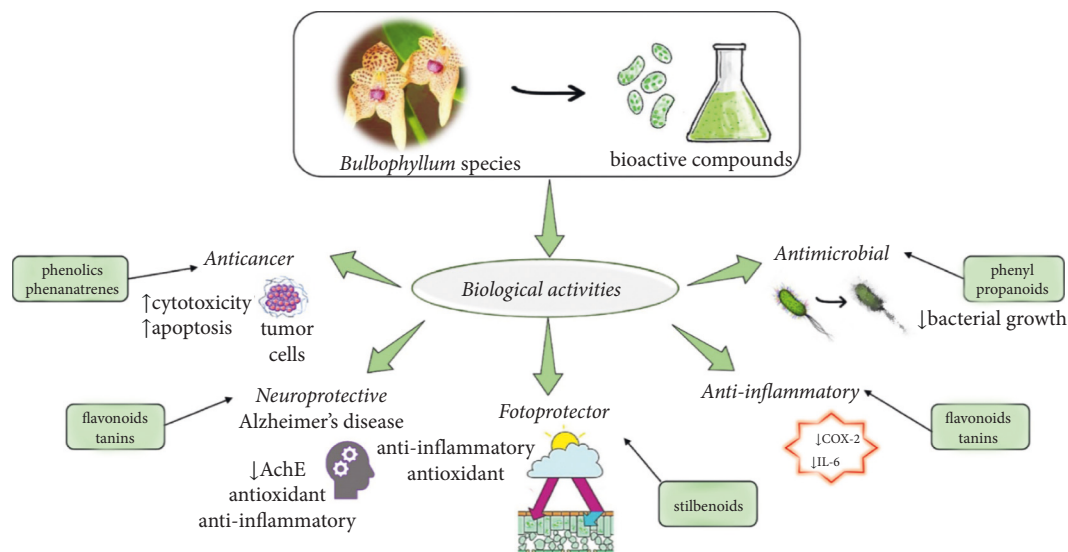 Bulbophyllum species
bioactive compounds
Biological activities
phenolics
phenanatrenes
Anticancer
↑cytotoxicity
↑apoptosis
tumor
cells
Antimicrobial
phenyl
propanoids
↓bacterial growth
flavonoids
tanins
Neuroprotective
Alzheimer's disease
↓AchE
antioxidant
anti-inflammatory
Fotoprotector
anti-inflammatory
antioxidant
stilbenoids
Anti-inflammatory
↓COX-2
↓IL-6
flavonoids
tanins